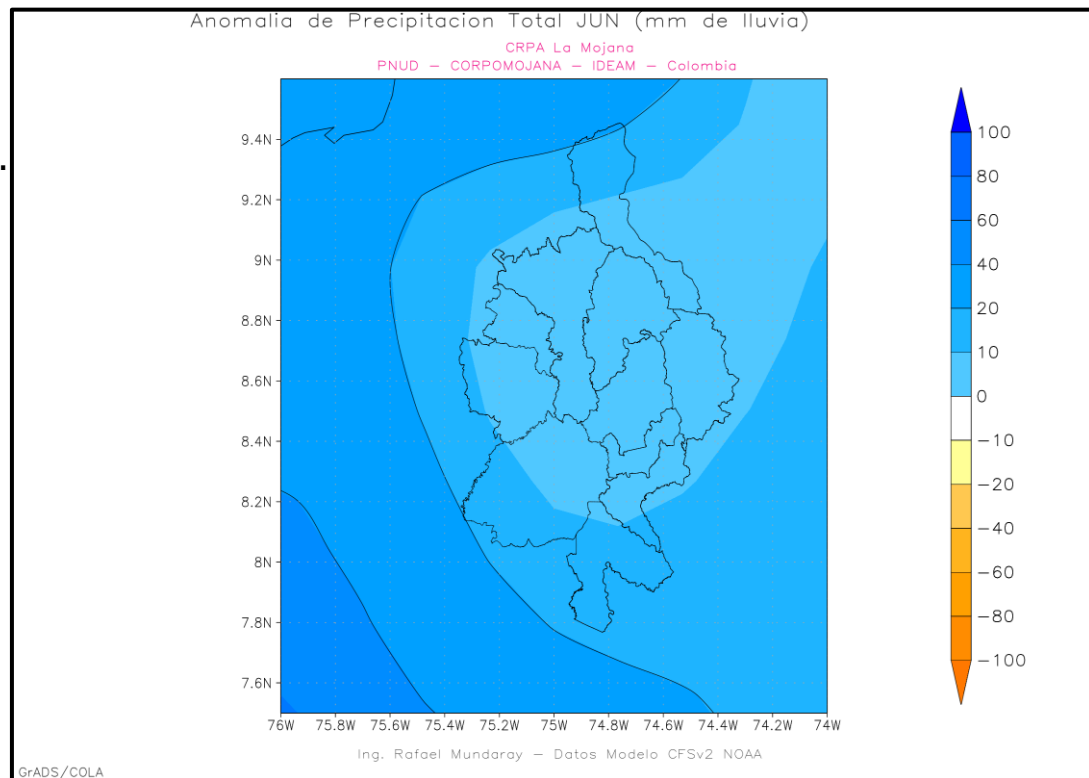 Anomalia de Precipitacion Total JUN (mm de lluvia)
CRPA La Mojana
PNUD – CORPOMOJANA – IDEAM – Colombia
9.4N
9.2N
9N
8.8N
8.6N
8.4N
8.2N
8N
7.8N
7.6N
76W 75.8W 75.6W 75.4W 75.2W 75W 74.8W 74.6W 74.4W 74.2W 74W
100
80
60
40
20
10
0
−10
−20
−40
−60
−80
−100
Ing. Rafael Mundaray – Datos Modelo CFSv2 NOAA
GrADS/COLA